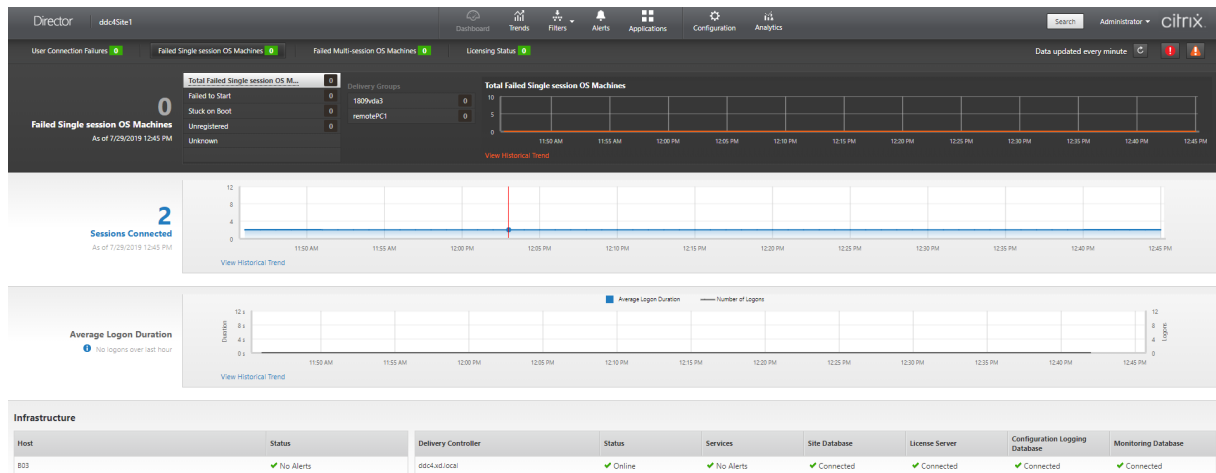 Director ddc4Site1 Dashboard Trends Filters Alerts Applications Configuration Analytics Search Administrator citrix
User Connection Failures 0 Failed Single session OS Machines 0 Failed Multi-session OS Machines 0 Licensing Status 0 Data updated every minute
0
Failed Single session OS Machines
As of 7/29/2019 12:45 PM
Total Failed Single session OS M... 0
Failed to Start 0
Stuck on Boot 0
Unregistered 0
Unknown
Delivery Groups
1809vda3 0
remotePC1 0
Total Failed Single session OS Machines
10
5
0
11:50 AM 11:55 AM 12:00 PM 12:05 PM 12:10 PM 12:15 PM 12:20 PM 12:25 PM 12:30 PM 12:35 PM 12:40 PM 12:45 PM
View Historical Trend
2
Sessions Connected
As of 7/29/2019 12:45 PM
12
8
4
0
11:50 AM 11:55 AM 12:00 PM 12:05 PM 12:10 PM 12:15 PM 12:20 PM 12:25 PM 12:30 PM 12:35 PM 12:40 PM 12:45 PM
View Historical Trend
Average Logon Duration
No logons over last hour
Average Logon Duration Number of Logons
Duration
12 s
8 s
4 s
0 s
12
8
4
0
Logons
11:50 AM 11:55 AM 12:00 PM 12:05 PM 12:10 PM 12:15 PM 12:20 PM 12:25 PM 12:30 PM 12:35 PM 12:40 PM 12:45 PM
View Historical Trend
Infrastructure
Host Status
B03 No Alerts
Delivery Controller Status Services Site Database License Server Configuration Logging Database Monitoring Database
ddc4.xd.local Online No Alerts Connected Connected Connected Connected